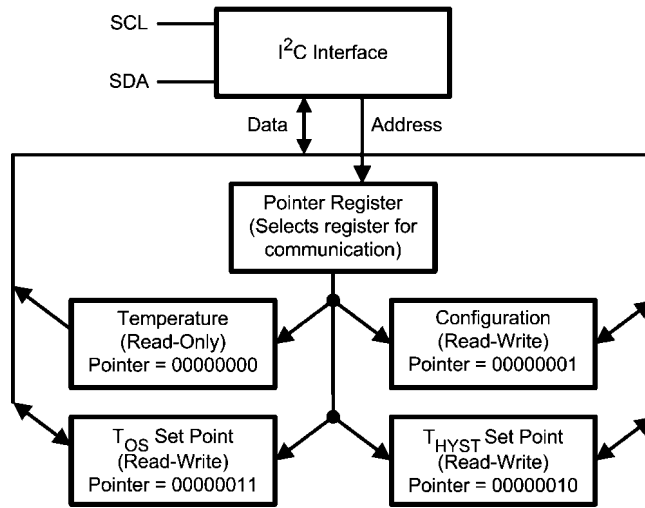 SCL
I²C Interface
SDA
Data
Address
Pointer Register
(Selects register for
communication)
Temperature
(Read-Only)
Pointer = 00000000
Configuration
(Read-Write)
Pointer = 00000001
TOS Set Point
(Read-Write)
Pointer = 00000011
THYST Set Point
(Read-Write)
Pointer = 00000010